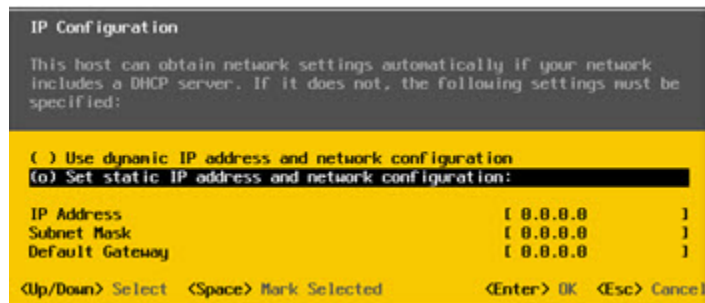 IP Configuration
This host can obtain network settings automatically if your network
includes a DHCP server. If it does not, the following settings must be
specified:
( ) Use dynamic IP address and network configuration
(o) Set static IP address and network configuration:
IP Address [ 0.0.0.0 ]
Subnet Mask [ 0.0.0.0 ]
Default Gateway [ 0.0.0.0 ]
<Up/Down> Select <Space> Mark Selected <Enter> OK <Esc> Cancel